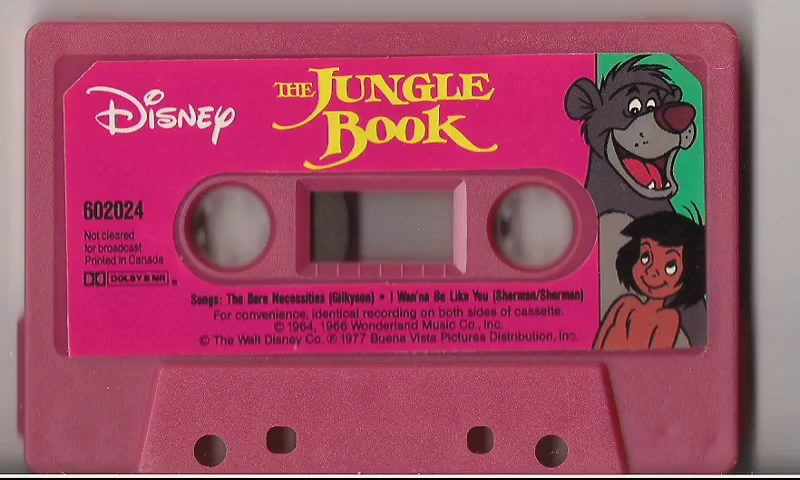 Disney
THE JUNGLE
BOOK
602024
Not cleared
for broadcast
Printed in Canada
DOLBY B NR
Songs: The Bare Necessities (Gilkyson) • I Wan'na Be Like You (Sherman/Sherman)
For convenience, identical recording on both sides of cassette.
© 1964, 1966 Wonderland Music Co., Inc.
© The Walt Disney Co. ℗ 1977 Buena Vista Pictures Distribution, Inc.